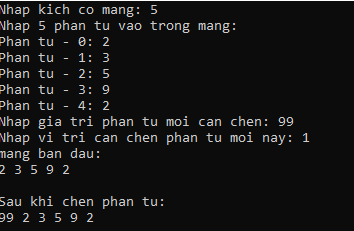 Nhap kich co mang: 5
Nhap 5 phan tu vao trong mang:
Phan tu - 0: 2
Phan tu - 1: 3
Phan tu - 2: 5
Phan tu - 3: 9
Phan tu - 4: 2
Nhap gia tri phan tu moi can chen: 99
Nhap vi tri can chen phan tu moi nay: 1
mang ban dau:
2 3 5 9 2
Sau khi chen phan tu:
99 2 3 5 9 2